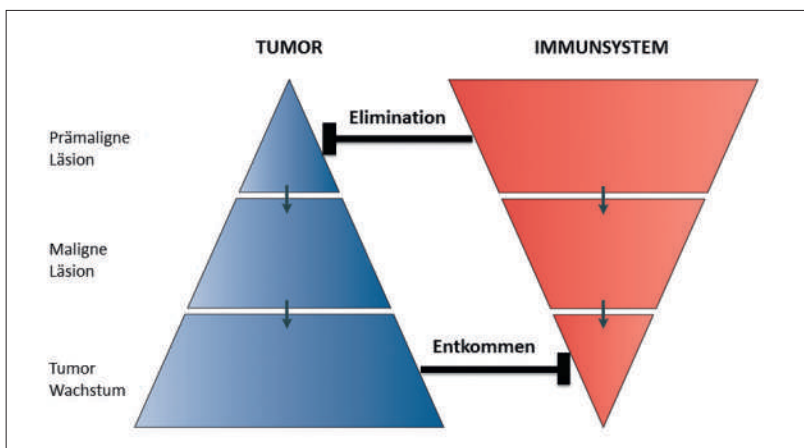 TUMOR
IMMUNSYSTEM
Prämaligne
Läsion
Elimination
Maligne
Läsion
Entkommen
Tumor
Wachstum